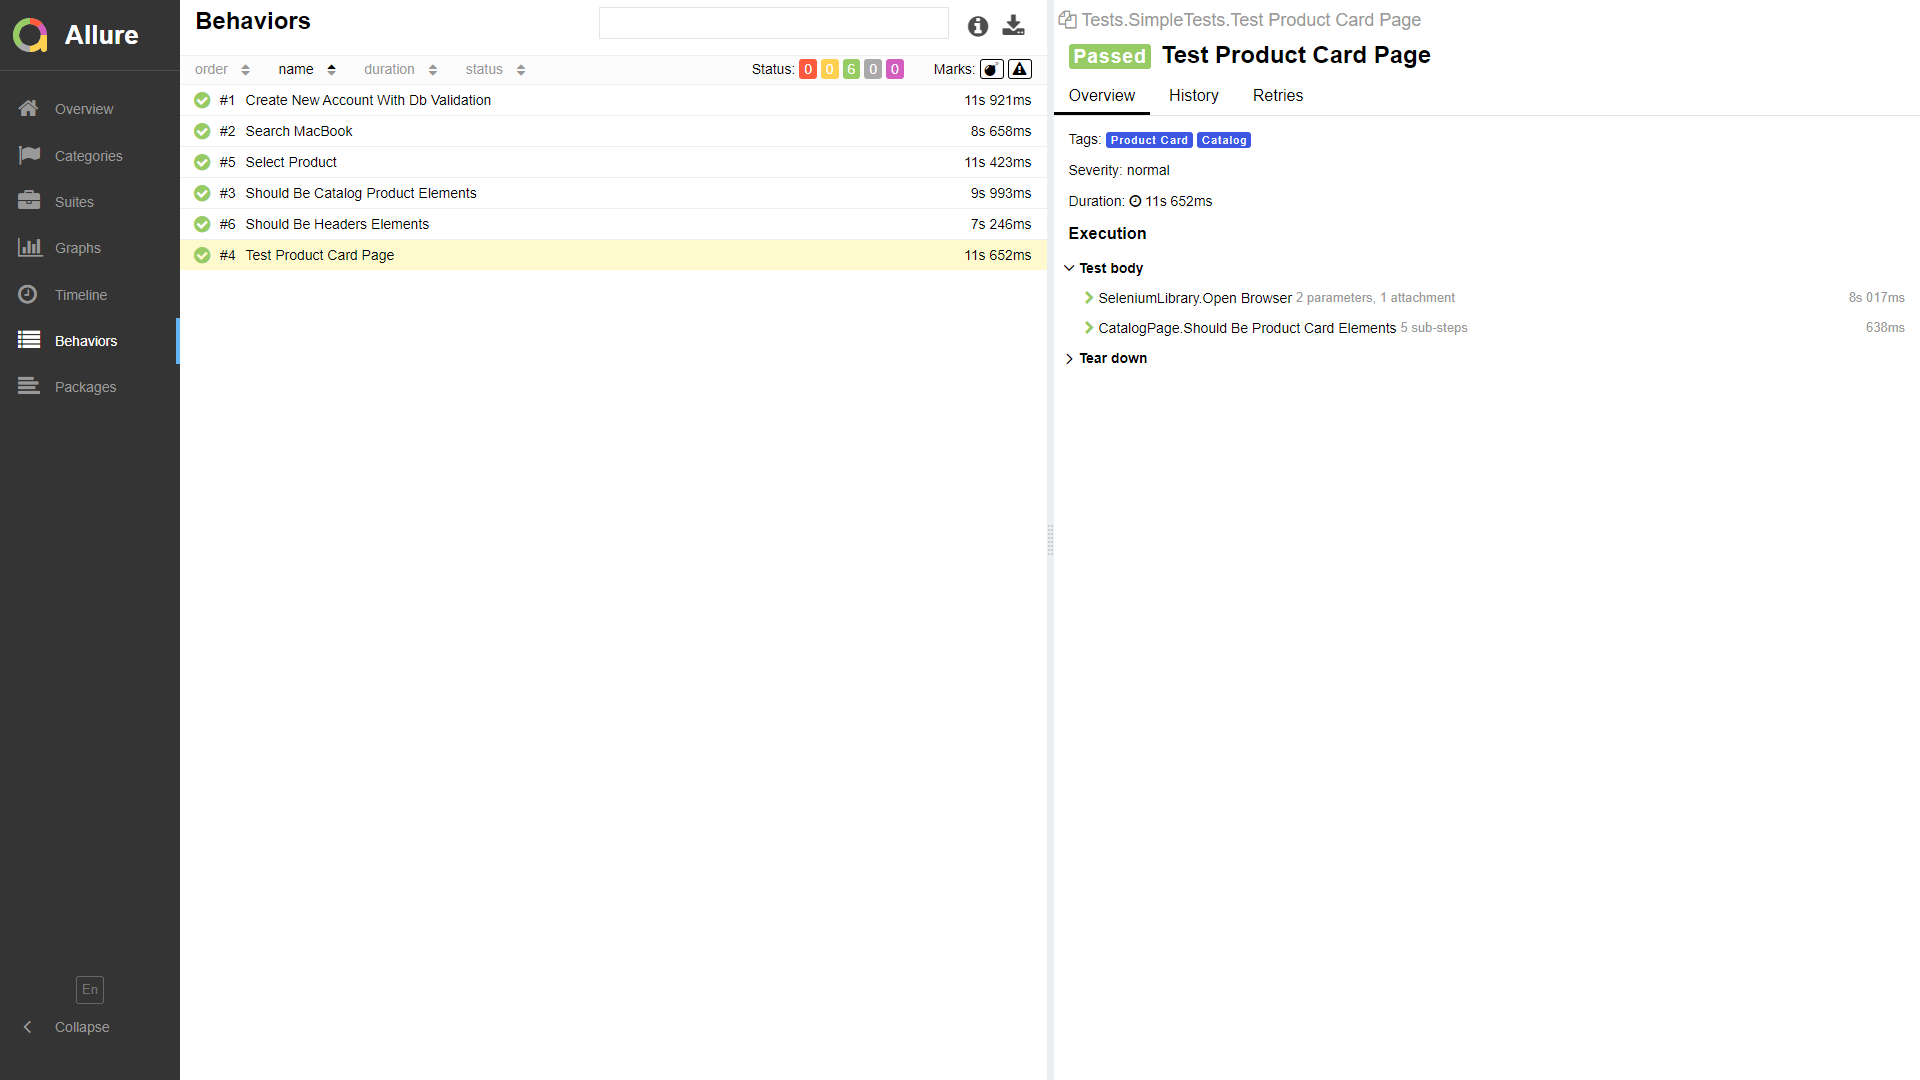 Allure
Overview
Categories
Suites
Graphs
Timeline
Behaviors
Packages
En
Collapse
Behaviors
order name duration status Status: 0 0 6 0 0 Marks:
#1 Create New Account With Db Validation 11s 921ms
#2 Search MacBook 8s 658ms
#5 Select Product 11s 423ms
#3 Should Be Catalog Product Elements 9s 993ms
#6 Should Be Headers Elements 7s 246ms
#4 Test Product Card Page 11s 652ms
Tests.SimpleTests.Test Product Card Page
Passed Test Product Card Page
Overview History Retries
Tags: Product Card Catalog
Severity: normal
Duration: 11s 652ms
Execution
Test body
SeleniumLibrary.Open Browser 2 parameters, 1 attachment 8s 017ms
CatalogPage.Should Be Product Card Elements 5 sub-steps 638ms
Tear down